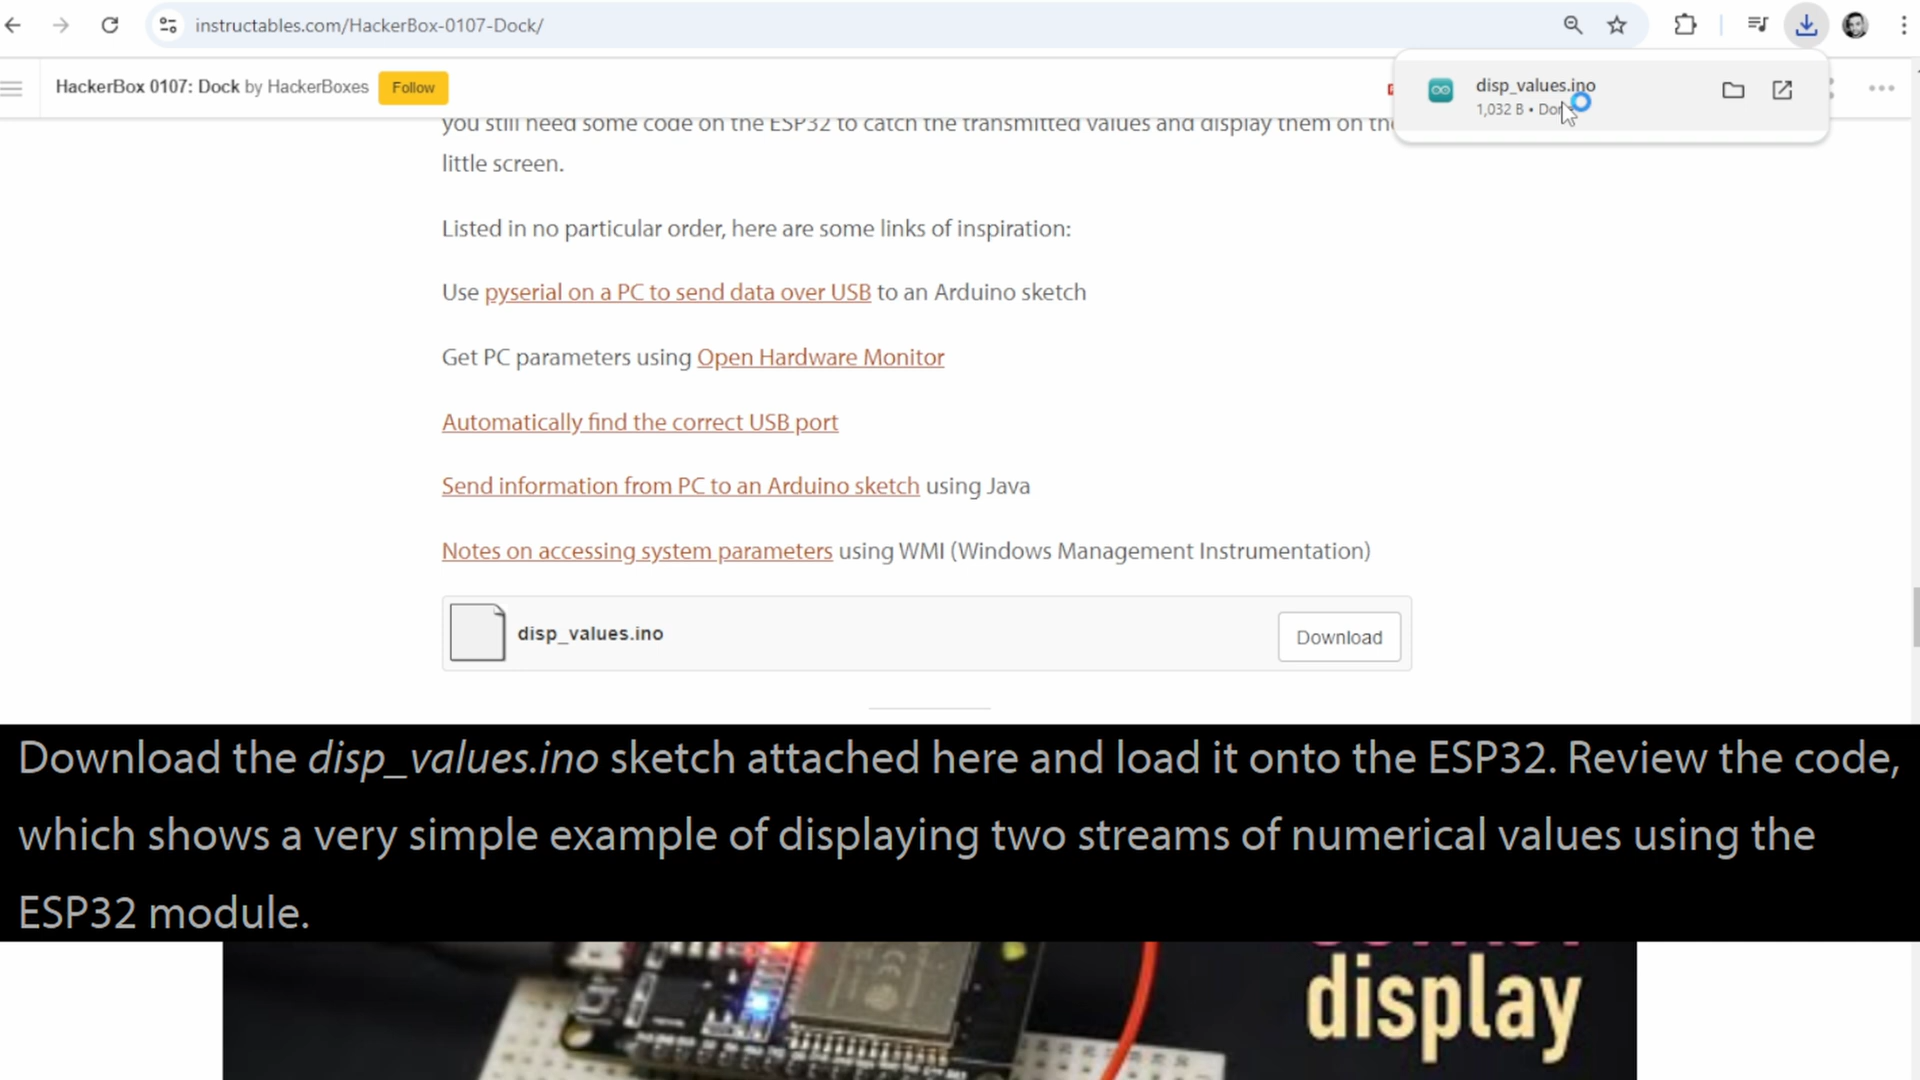 instructables.com/HackerBox-0107-Dock/
HackerBox 0107: Dock by HackerBoxes Follow
disp_values.ino
1,032 B •
you still need some code on the ESP32 to catch the transmitted values and display them on
little screen.
Listed in no particular order, here are some links of inspiration:
Use pyserial on a PC to send data over USB to an Arduino sketch
Get PC parameters using Open Hardware Monitor
Automatically find the correct USB port
Send information from PC to an Arduino sketch using Java
Notes on accessing system parameters using WMI (Windows Management Instrumentation)
disp_values.ino Download
Download the disp_values.ino sketch attached here and load it onto the ESP32. Review the code,
which shows a very simple example of displaying two streams of numerical values using the
ESP32 module.
display